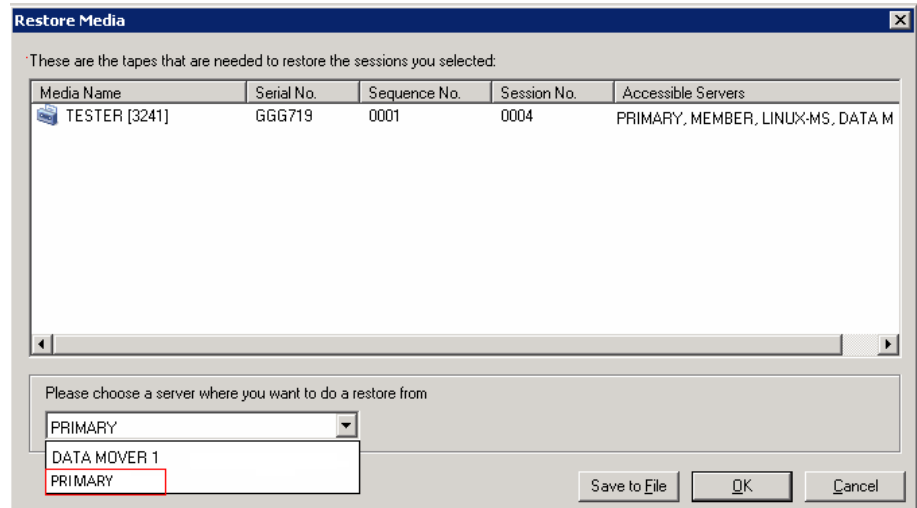 Restore Media
These are the tapes that are needed to restore the sessions you selected:
Media Name Serial No. Sequence No. Session No. Accessible Servers
TESTER [3241] GGG719 0001 0004 PRIMARY, MEMBER, LINUX-MS, DATA M
Please choose a server where you want to do a restore from
PRIMARY
DATA MOVER 1
PRIMARY
Save to File OK Cancel